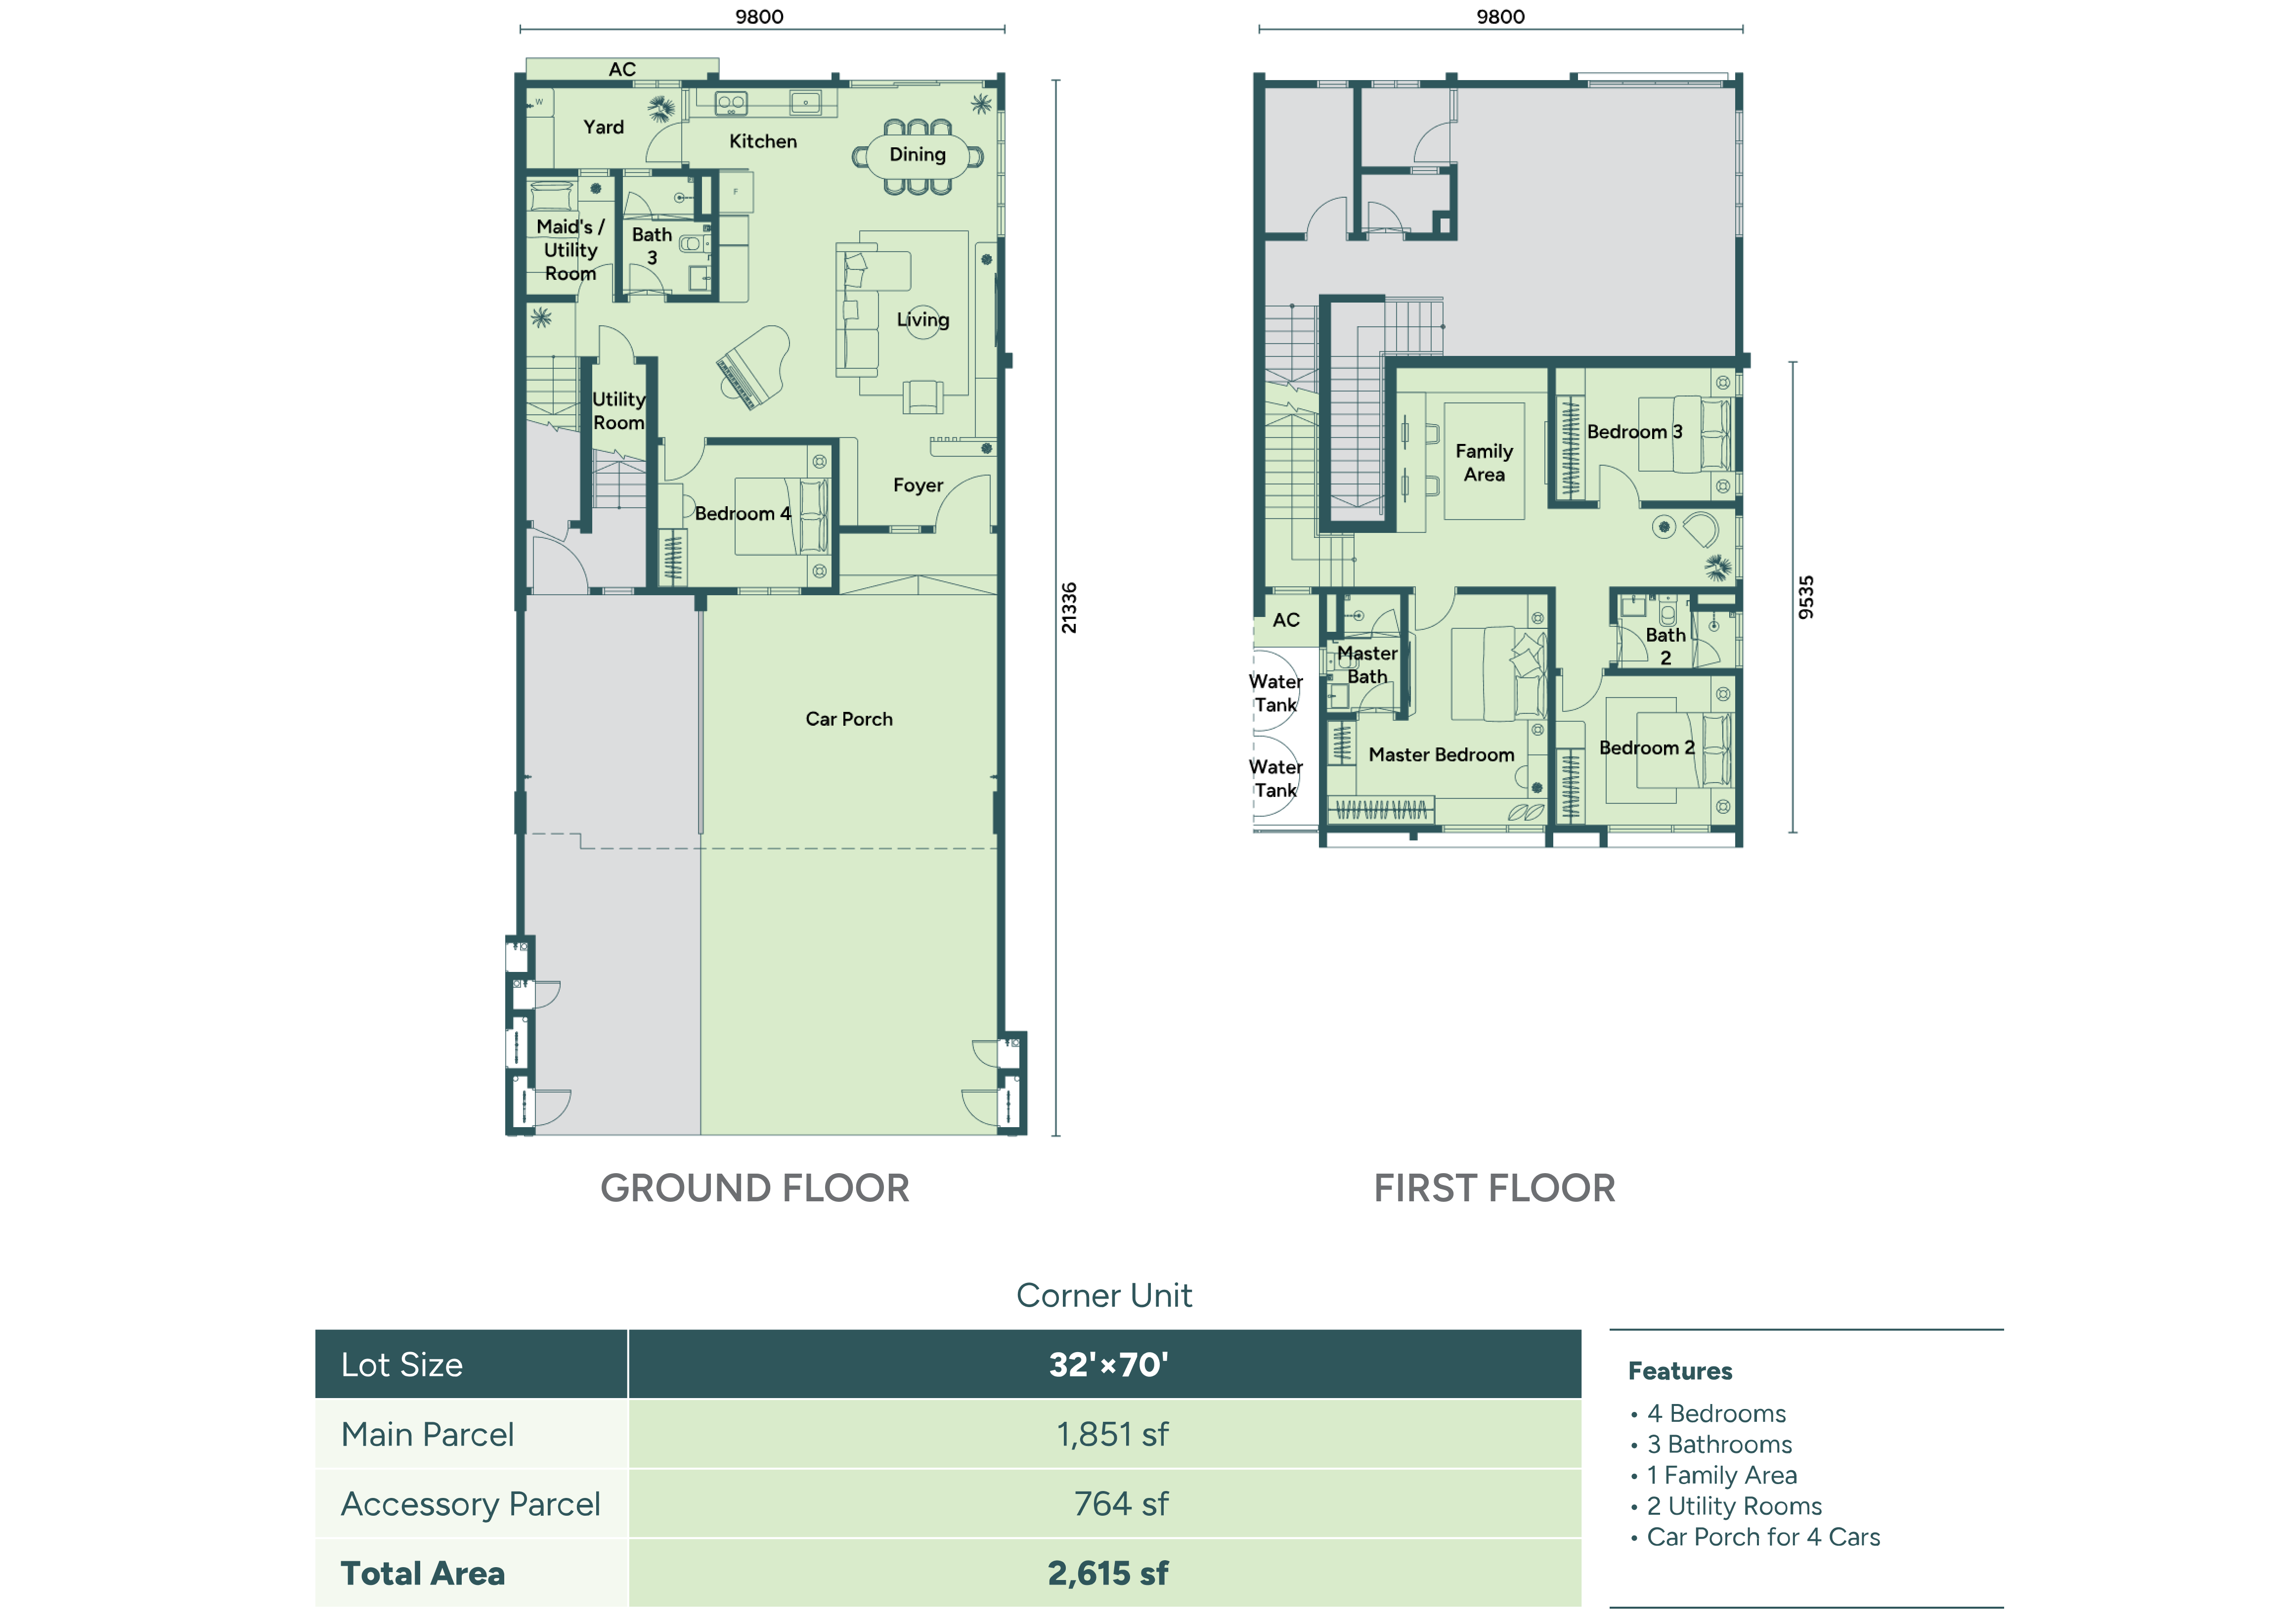 9800
9800
AC
W
Yard
Kitchen
Dining
F
Maid's /
Utility
Room
Bath
3
Living
Utility
Room
Foyer
Bedroom 4
21336
Car Porch
GROUND FLOOR
Family
Area
Bedroom 3
9535
AC
Master
Bath
Bath
2
Water
Tank
Water
Tank
Master Bedroom
Bedroom 2
FIRST FLOOR
Corner Unit
Lot Size 32'×70'
Main Parcel 1,851 sf
Accessory Parcel 764 sf
Total Area 2,615 sf
Features
• 4 Bedrooms
• 3 Bathrooms
• 1 Family Area
• 2 Utility Rooms
• Car Porch for 4 Cars